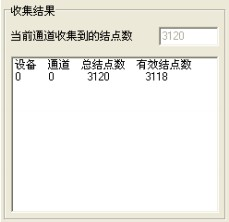 收集结果
当前通道收集到的结点数 3120
设备 通道 总结点数 有效结点数
0 0 3120 3118